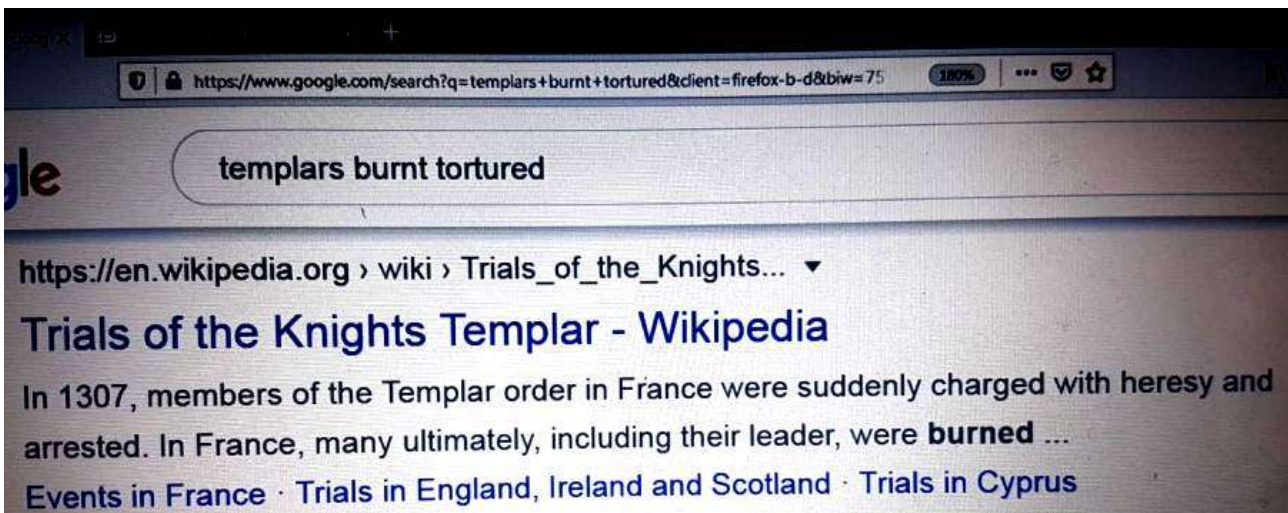 https://www.google.com/search?q=templars+burnt+tortured&client=firefox-b-d&biw=75 180%
gle
templars burnt tortured
https://en.wikipedia.org › wiki › Trials_of_the_Knights...
Trials of the Knights Templar - Wikipedia
In 1307, members of the Templar order in France were suddenly charged with heresy and
arrested. In France, many ultimately, including their leader, were burned ...
Events in France · Trials in England, Ireland and Scotland · Trials in Cyprus